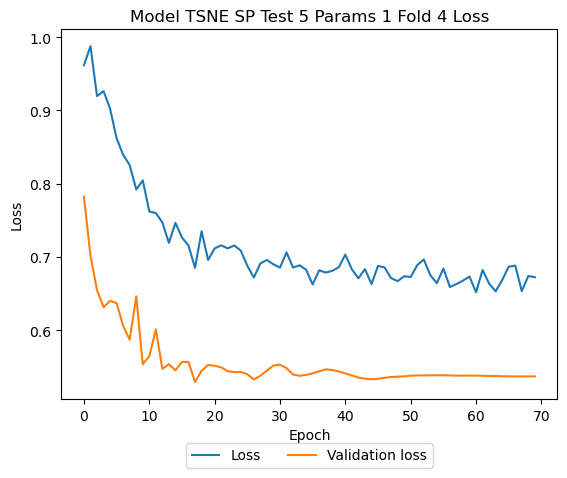 Model TSNE SP Test 5 Params 1 Fold 4 Loss
1.0
0.9
0.8
0.7
0.6
Loss
0 10 20 30 40 50 60 70
Epoch
Loss Validation loss